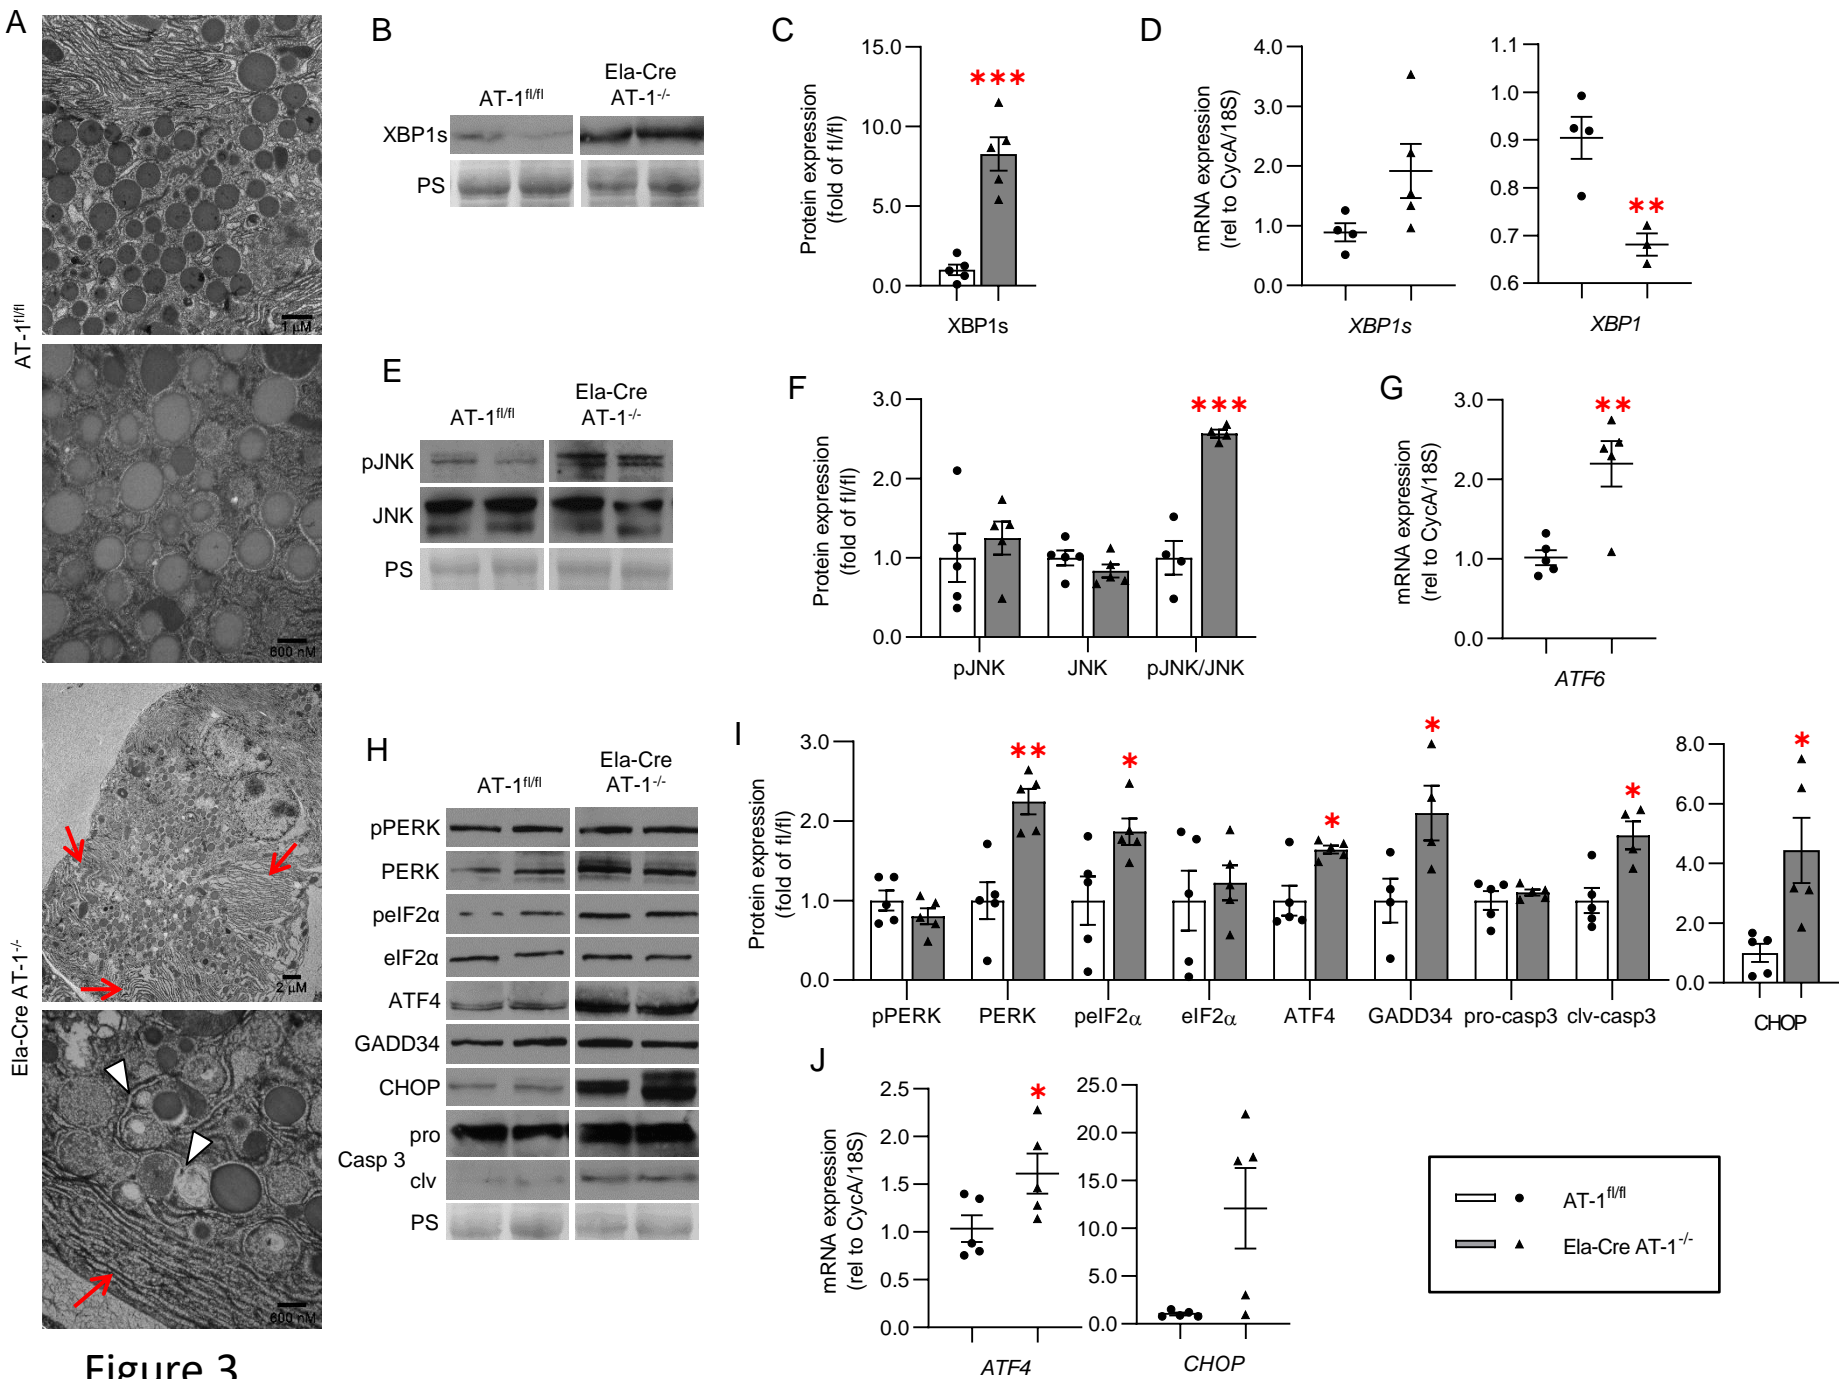 A
AT-1fl/fl
1 µM
600 nM
Ela-Cre AT-1-/-
2 µM
600 nM
Figure 3
B
AT-1fl/fl
Ela-Cre
AT-1-/-
XBP1s
PS
C
Protein expression
(fold of fl/fl)
15.0
10.0
5.0
0.0
***
XBP1s
D
mRNA expression
(rel to CycA/18S)
4.0
3.0
2.0
1.0
0.0
XBP1s
1.1
1.0
0.9
0.8
0.7
0.6
**
XBP1
E
AT-1fl/fl
Ela-Cre
AT-1-/-
pJNK
JNK
PS
F
Protein expression
(fold of fl/fl)
3.0
2.0
1.0
0.0
***
pJNK
JNK
pJNK/JNK
G
mRNA expression
(rel to CycA/18S)
3.0
2.0
1.0
0.0
**
ATF6
H
AT-1fl/fl
Ela-Cre
AT-1-/-
pPERK
PERK
peIF2α
eIF2α
ATF4
GADD34
CHOP
Casp 3
pro
clv
PS
I
Protein expression
(fold of fl/fl)
3.0
2.0
1.0
0.0
**
*
*
*
*
pPERK
PERK
peIF2α
eIF2α
ATF4
GADD34
pro-casp3
clv-casp3
8.0
6.0
4.0
2.0
0.0
*
CHOP
J
mRNA expression
(rel to CycA/18S)
2.5
2.0
1.5
1.0
0.5
0.0
*
ATF4
25.0
20.0
15.0
10.0
5.0
0.0
CHOP
AT-1fl/fl
Ela-Cre AT-1-/-